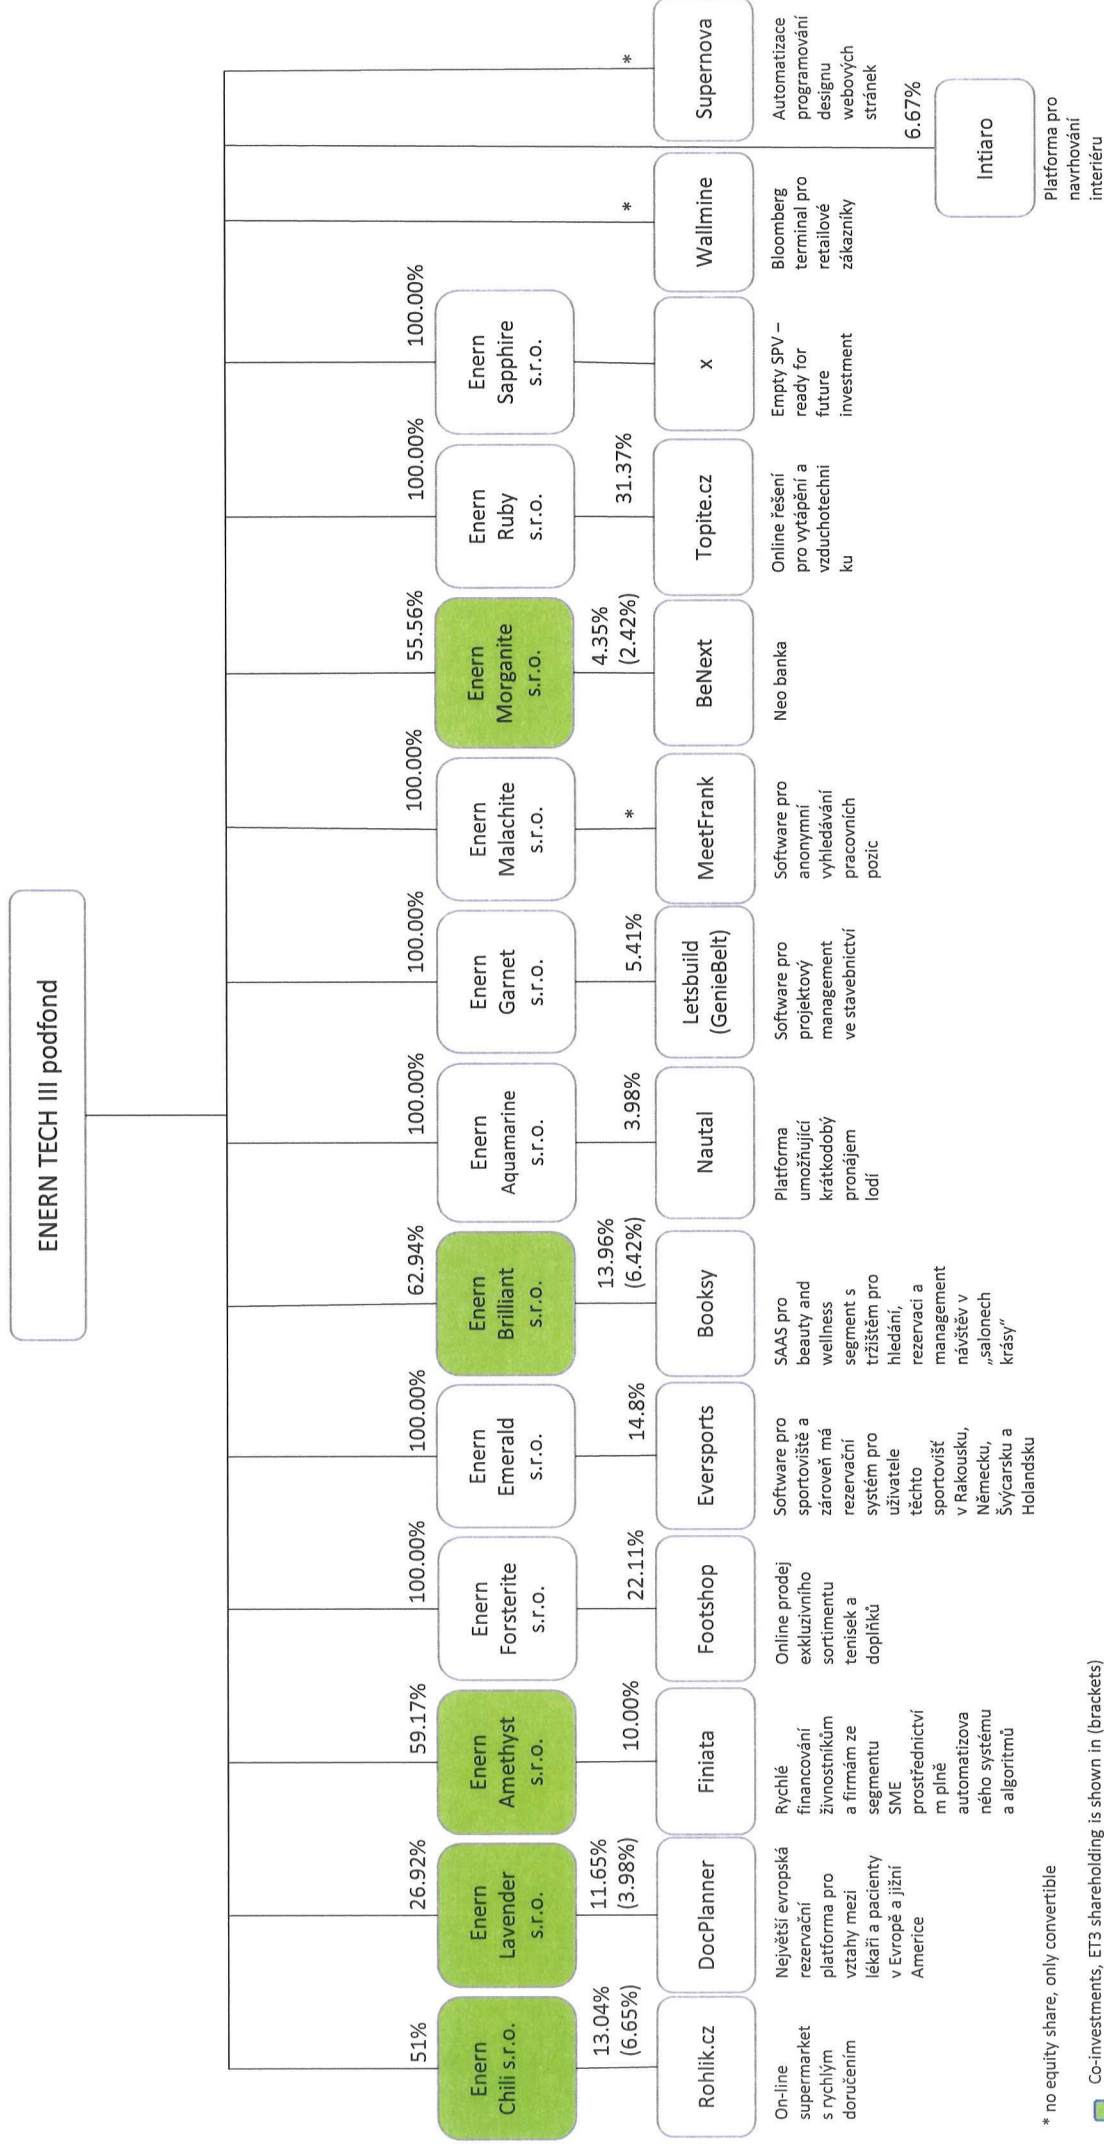 ENERN TECH III podfond
51%
26.92%
59.17%
100.00%
100.00%
62.94%
100.00%
100.00%
100.00%
55.56%
100.00%
100.00%
Enern
Chili s.r.o.
Enern
Lavender
s.r.o.
Enern
Amethyst
s.r.o.
Enern
Forsterite
s.r.o.
Enern
Emerald
s.r.o.
Enern
Brilliant
s.r.o.
Enern
Aquamarine
s.r.o.
Enern
Garnet
s.r.o.
Enern
Malachite
s.r.o.
Enern
Morganite
s.r.o.
Enern
Ruby
s.r.o.
Enern
Sapphire
s.r.o.
13.04%
(6.65%)
11.65%
(3.98%)
10.00%
22.11%
14.8%
13.96%
(6.42%)
3.98%
5.41%
*
4.35%
(2.42%)
31.37%
*
*
Rohlik.cz
DocPlanner
Finiata
Footshop
Eversports
Booksy
Nautal
Letsbuild
(GenieBelt)
MeetFrank
BeNext
Topite.cz
x
Wallmine
Supernova
On-line
supermarket
s rychlým
doručením
Největší evropská
rezervační
platforma pro
vztahy mezi
lékaři a pacienty
v Evropě a jižní
Americe
Rychlé
financování
živnostníkům
a firmám ze
segmentu
SME
prostřednictví
m plně
automatizova
ného systému
a algoritmů
Online prodej
exkluzivního
sortimentu
tenisek a
doplňků
Software pro
sportoviště a
zároveň má
rezervační
systém pro
uživatele
těchto
sportovišť
v Rakousku,
Německu,
Švýcarsku a
Holandsku
SAAS pro
beauty and
wellness
segment s
tržištěm pro
hledání,
rezervaci a
management
návštěv v
„salonech
krásy“
Platforma
umožňující
krátkodobý
pronájem
lodí
Software pro
projektový
management
ve stavebnictví
Software pro
anonymní
vyhledávání
pracovních
pozic
Neo banka
Online řešení
pro vytápění a
vzduchotechni
ku
Empty SPV –
ready for
future
investment
Bloomberg
terminal pro
retailové
zákazníky
Automatizace
programování
designu
webových
stránek
6.67%
Intiaro
Platforma pro
navrhování
interiéru
* no equity share, only convertible
Co-investments, ET3 shareholding is shown in (brackets)